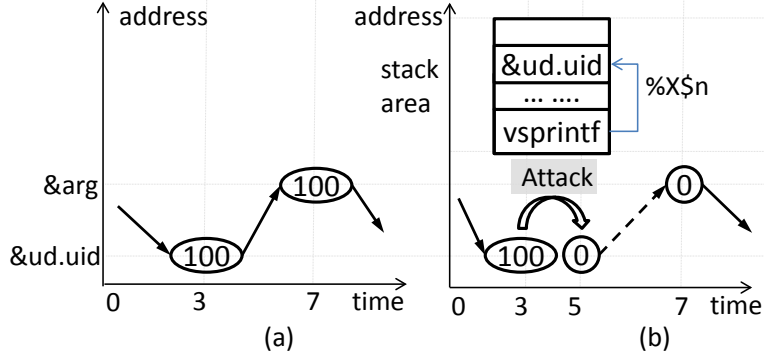 address
&arg
100
&ud.uid
100
0
3
7
time
(a)
address
stack
area
&ud.uid
... ....
vsprintf
%X$n
Attack
0
100
0
0
3
5
7
time
(b)